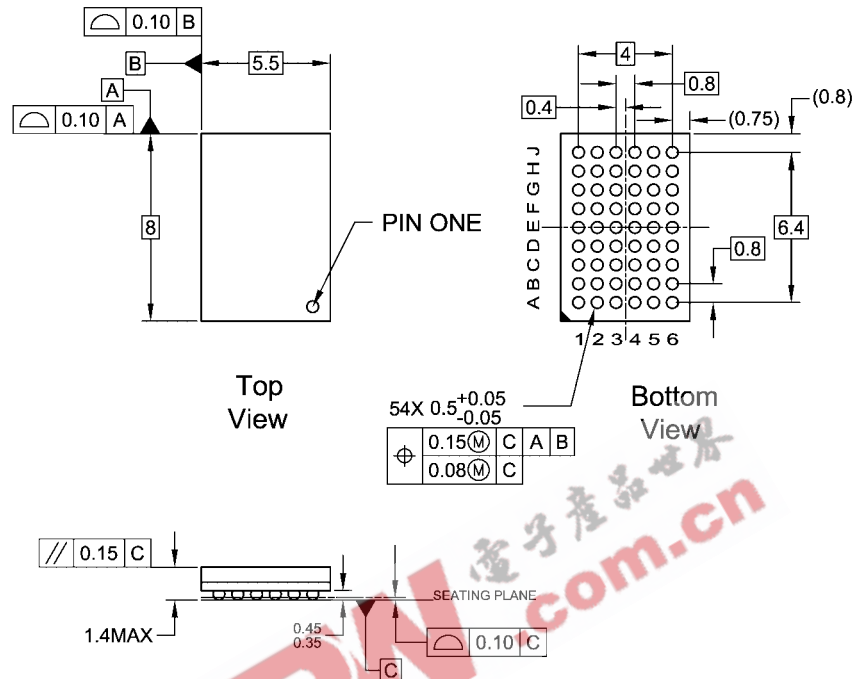 ⌓ 0.10 B
B
5.5
A
⌓ 0.10 A
8
PIN ONE
Top
View
4
0.8
0.4
(0.75)
(0.8)
J
H
G
F
E
D
C
B
A
6.4
0.8
1 2 3 4 5 6
Bottom
View
54X 0.5 +0.05
-0.05
⌖ 0.15Ⓜ C A B
0.08Ⓜ C
// 0.15 C
1.4MAX
0.45
0.35
SEATING PLANE
⌓ 0.10 C
C
電子產品世界
.com.cn